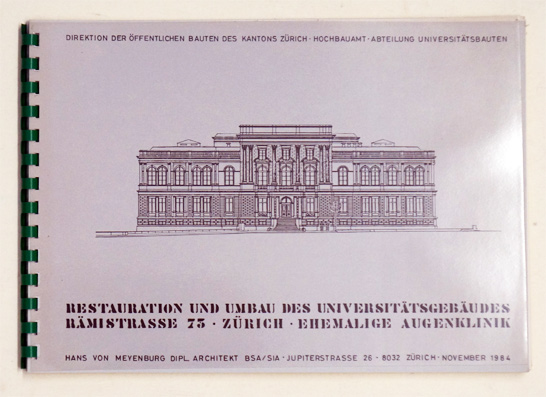 DIREKTION DER ÖFFENTLICHEN BAUTEN DES KANTONS ZÜRICH · HOCHBAUAMT · ABTEILUNG UNIVERSITÄTSBAUTEN
RESTAURATION UND UMBAU DES UNIVERSITÄTSGEBÄUDES
RÄMISTRASSE 73 · ZÜRICH · EHEMALIGE AUGENKLINIK
HANS VON MEYENBURG DIPL. ARCHITEKT BSA/SIA · JUPITERSTRASSE 26 · 8032 ZÜRICH · NOVEMBER 1984